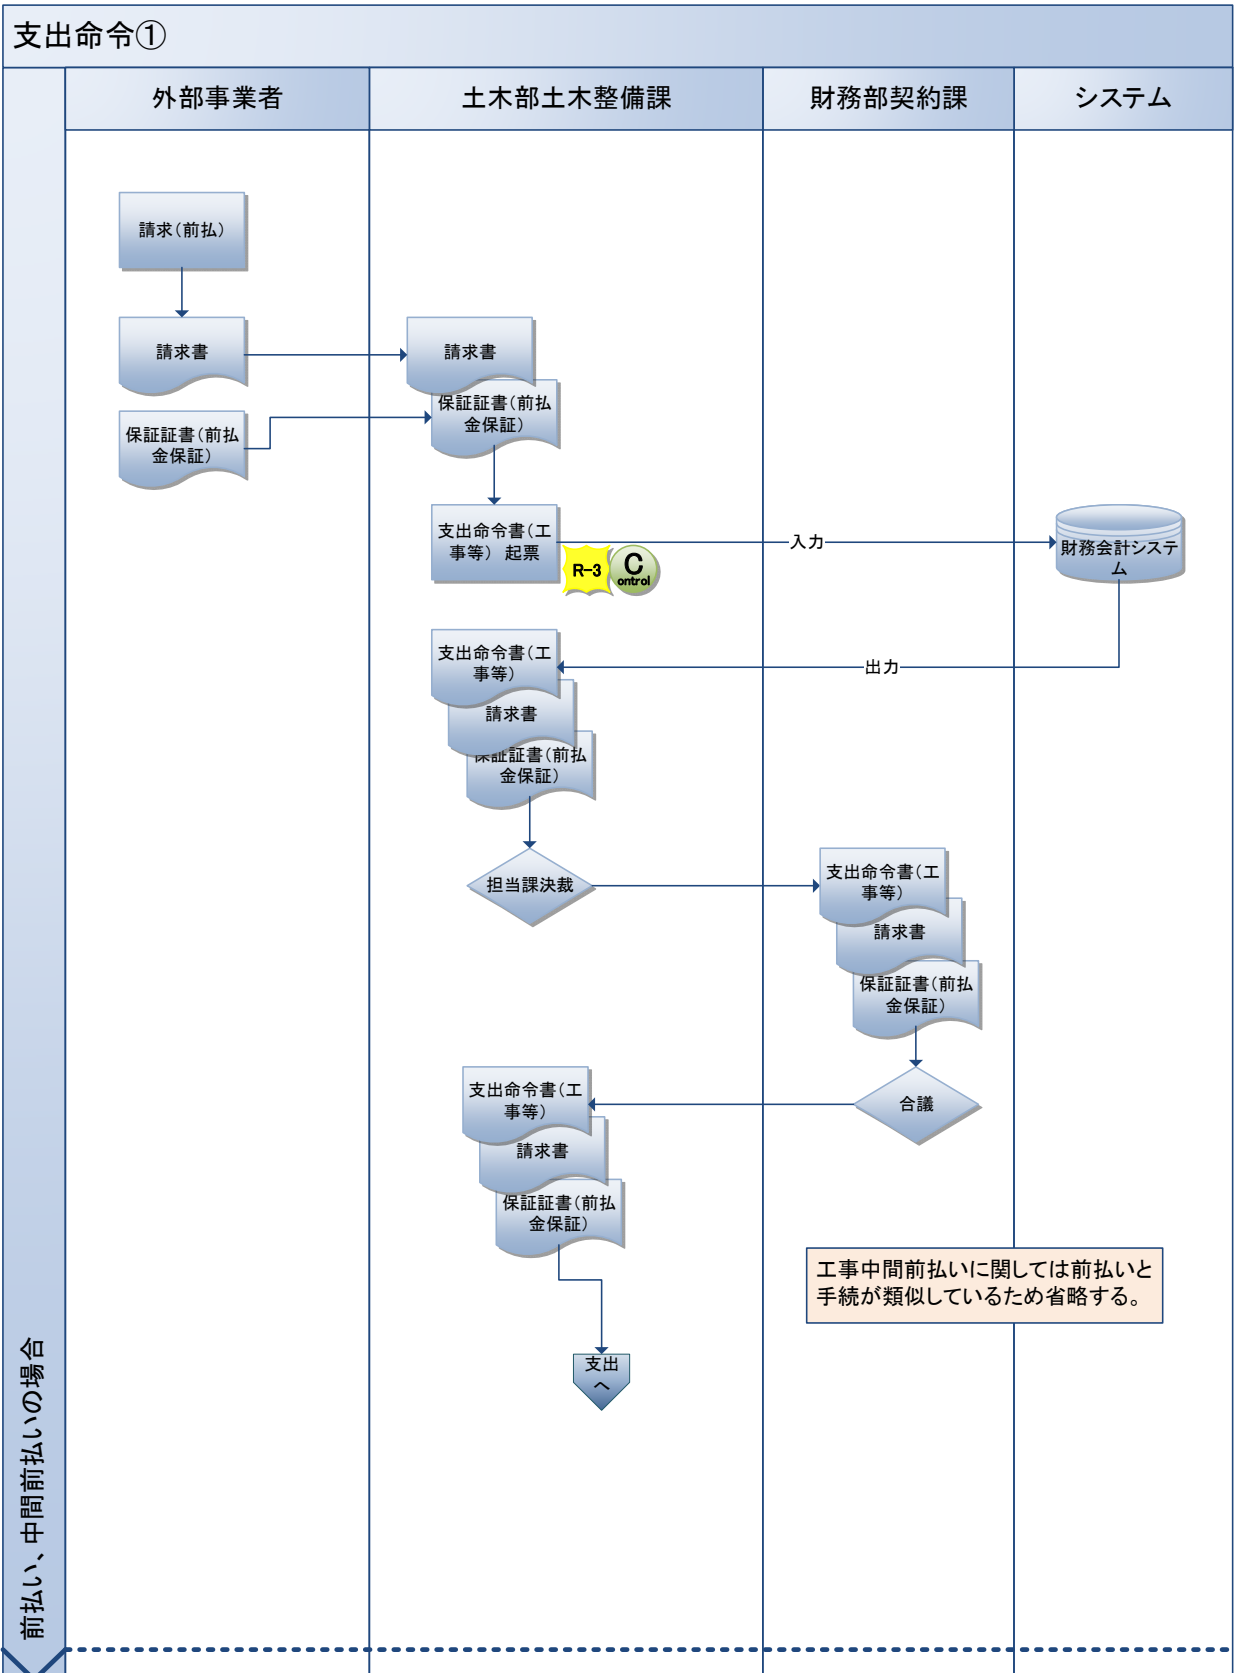 支出命令①
外部事業者
土木部土木整備課
財務部契約課
システム
請求（前払）
請求書
請求書
保証証書（前払
金保証）
保証証書（前払
金保証）
支出命令書（工
事等） 起票
R-3
C
ontrol
入力
財務会計システ
ム
支出命令書（工
事等）
出力
請求書
保証証書（前払
金保証）
担当課決裁
支出命令書（工
事等）
請求書
保証証書（前払
金保証）
合議
支出命令書（工
事等）
請求書
保証証書（前払
金保証）
工事中間前払いに関しては前払いと
手続が類似しているため省略する。
支出
へ
前払い、中間前払いの場合